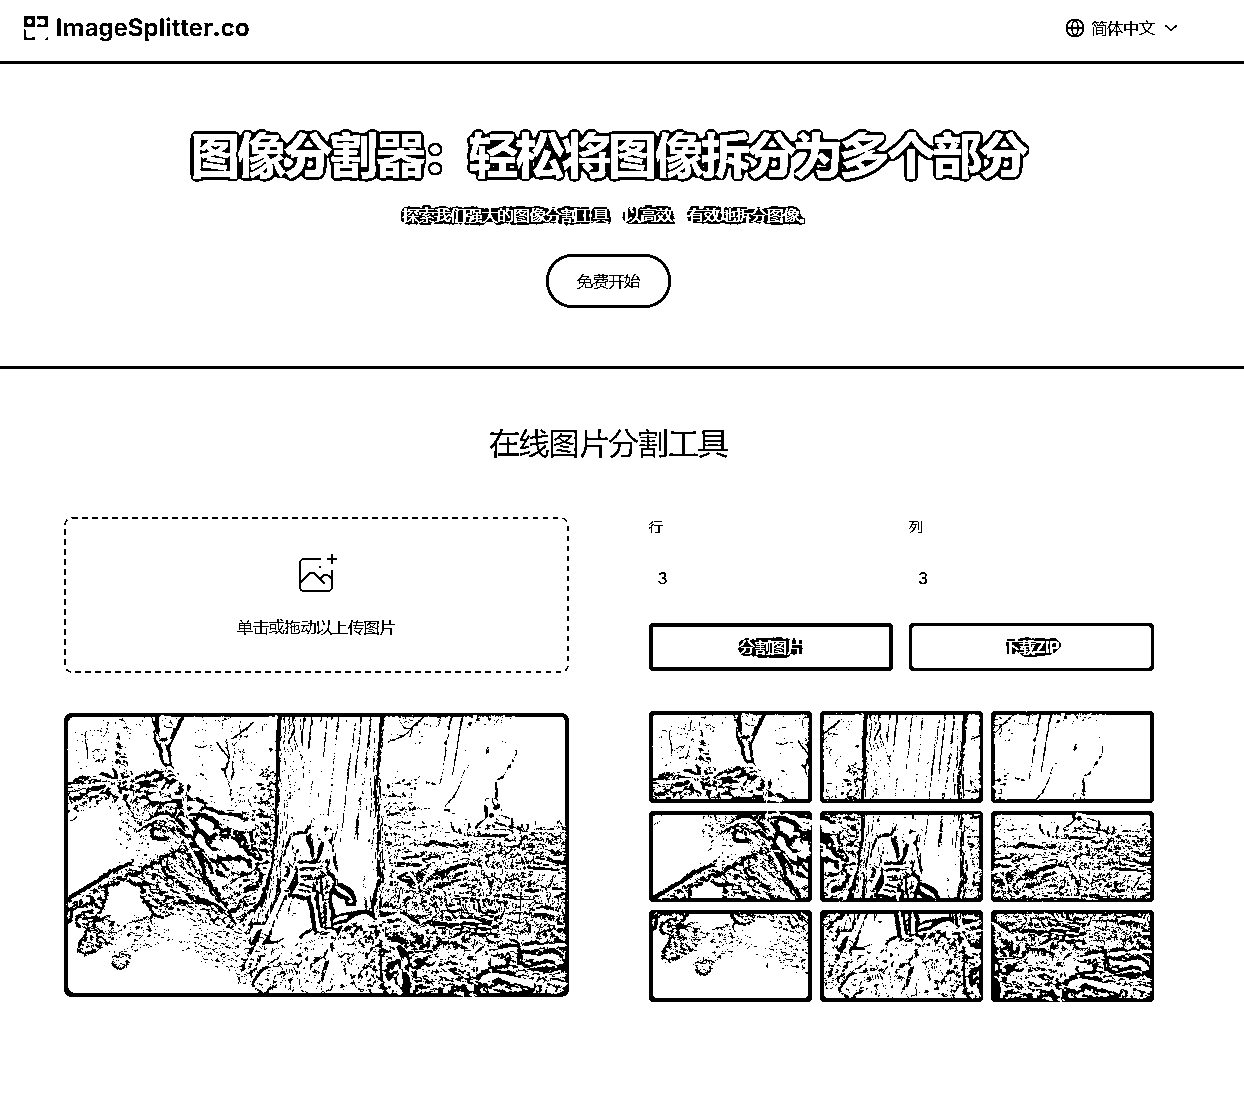 ImageSplitter.co
简体中文
图像分割器：轻松将图像拆分为多个部分
探索我们强大的图像分割工具，以高效、有效地拆分图像。
免费开始
在线图片分割工具
单击或拖动以上传图片
行
列
3
3
分割图片
下载ZIP